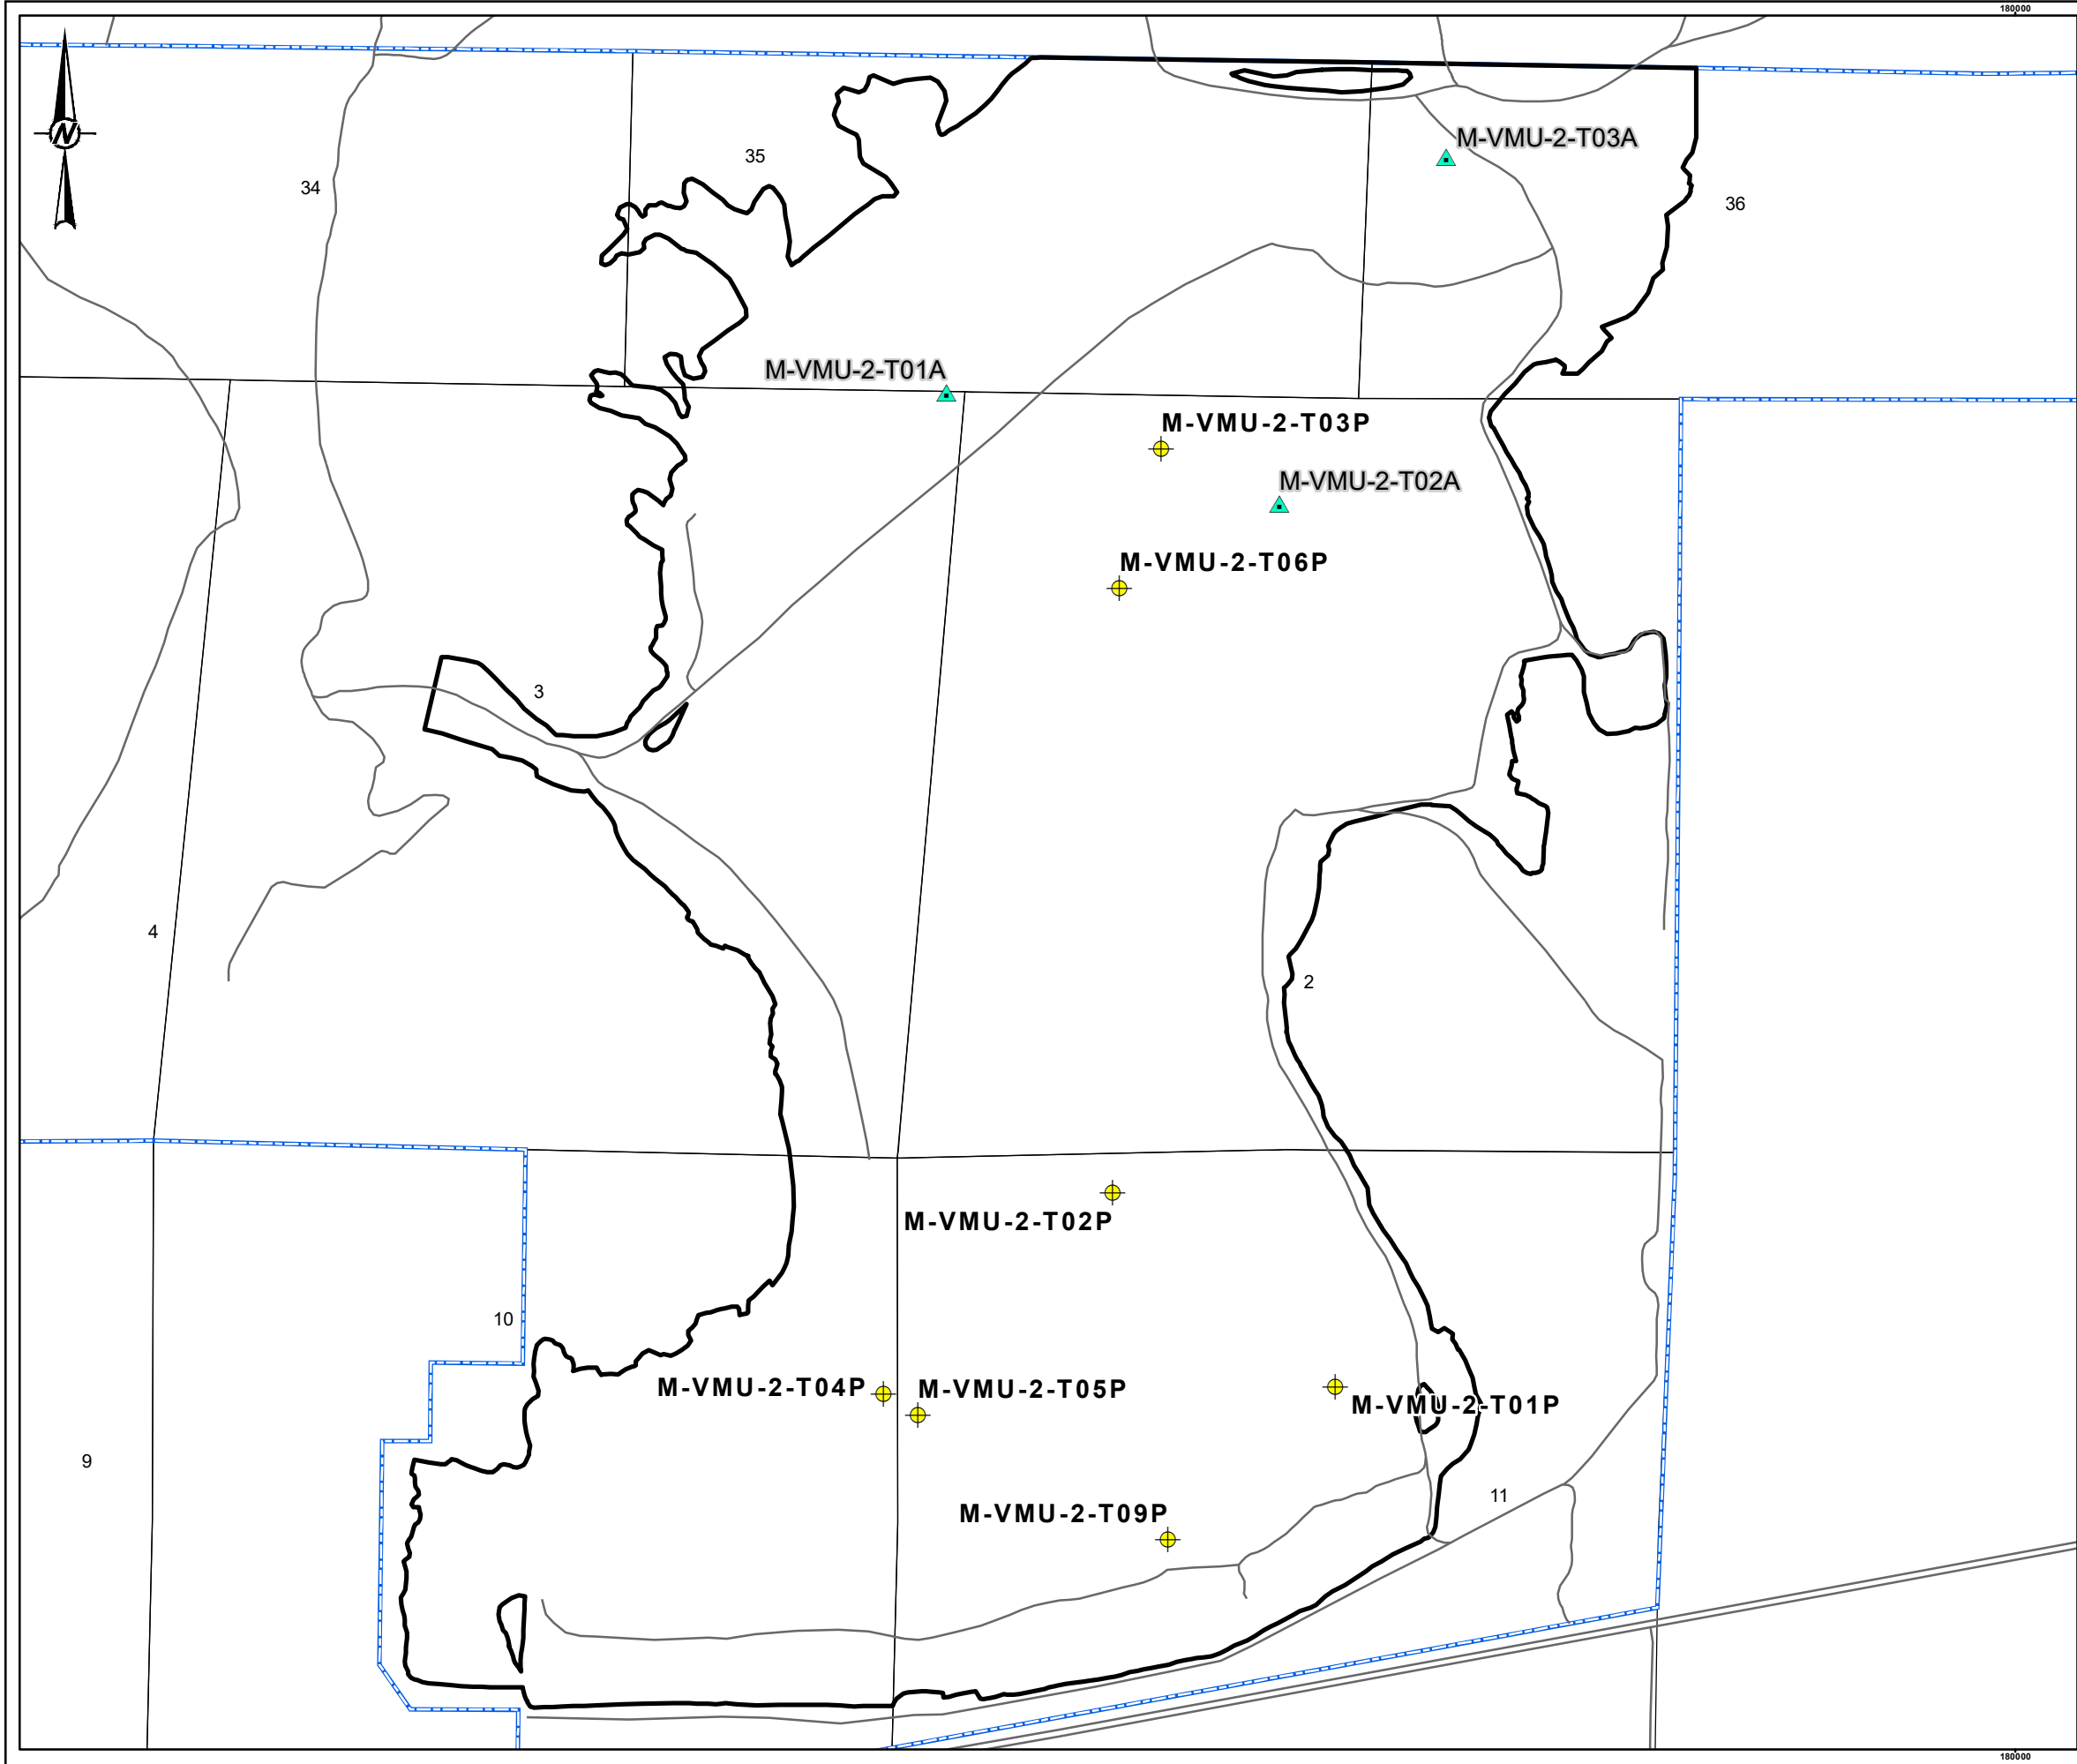 180000
N
M-VMU-2-T03A
35
34
36
M-VMU-2-T01A
M-VMU-2-T03P
M-VMU-2-T02A
M-VMU-2-T06P
3
4
2
M-VMU-2-T02P
10
M-VMU-2-T04P
M-VMU-2-T05P
M-VMU-2-T01P
9
11
M-VMU-2-T09P
180000